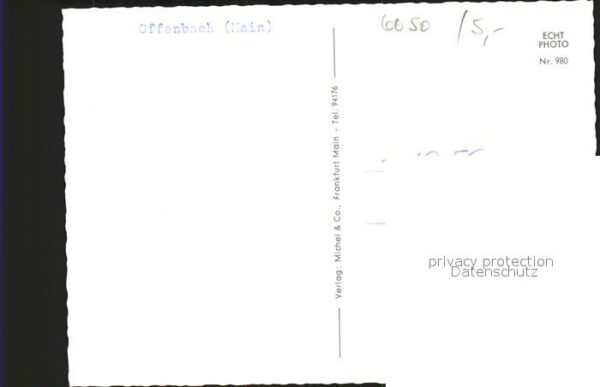 Offenbach (Main)
6050 /5,-
ECHT
PHOTO
Nr. 980
Verlag: Michel & Co., Frankfurt Main - Tel. 94176
privacy protection
Datenschutz